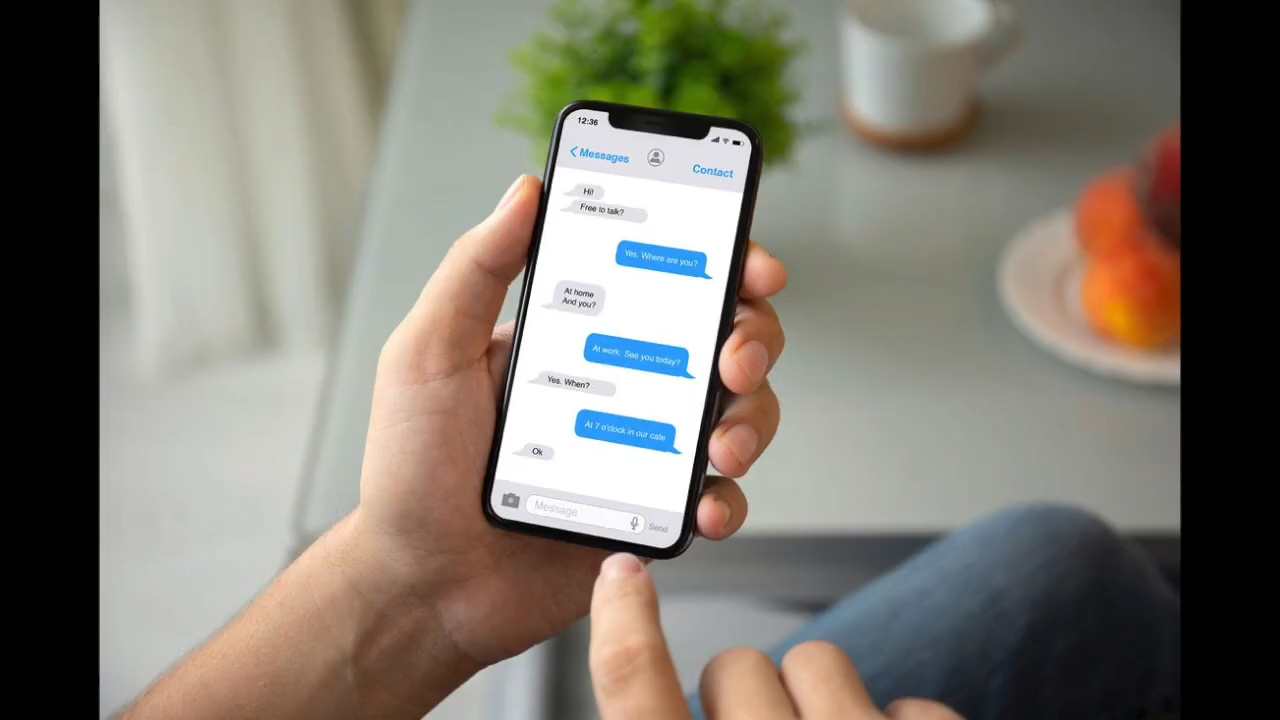 12:36
Messages
Contact
Hi!
Free to talk?
Yes. Where are you?
At home
And you?
At work. See you today?
Yes. When?
At 7 o'clock in our cafe
Ok
Message
Send